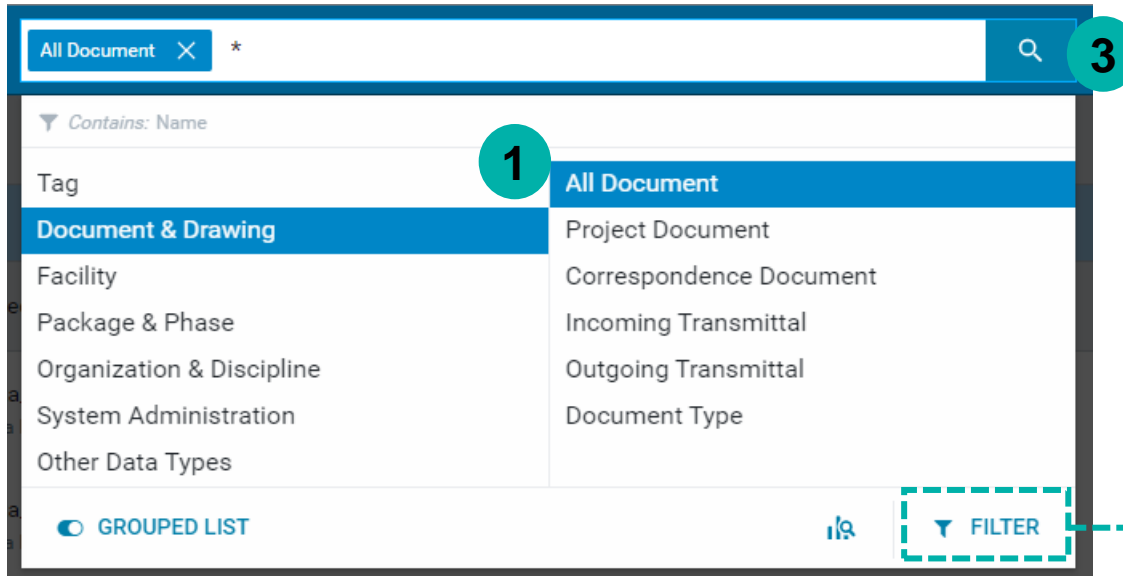 All Document *
3
Contains: Name
1
Tag
Document & Drawing
Facility
Package & Phase
Organization & Discipline
System Administration
Other Data Types
All Document
Project Document
Correspondence Document
Incoming Transmittal
Outgoing Transmittal
Document Type
GROUPED LIST
FILTER